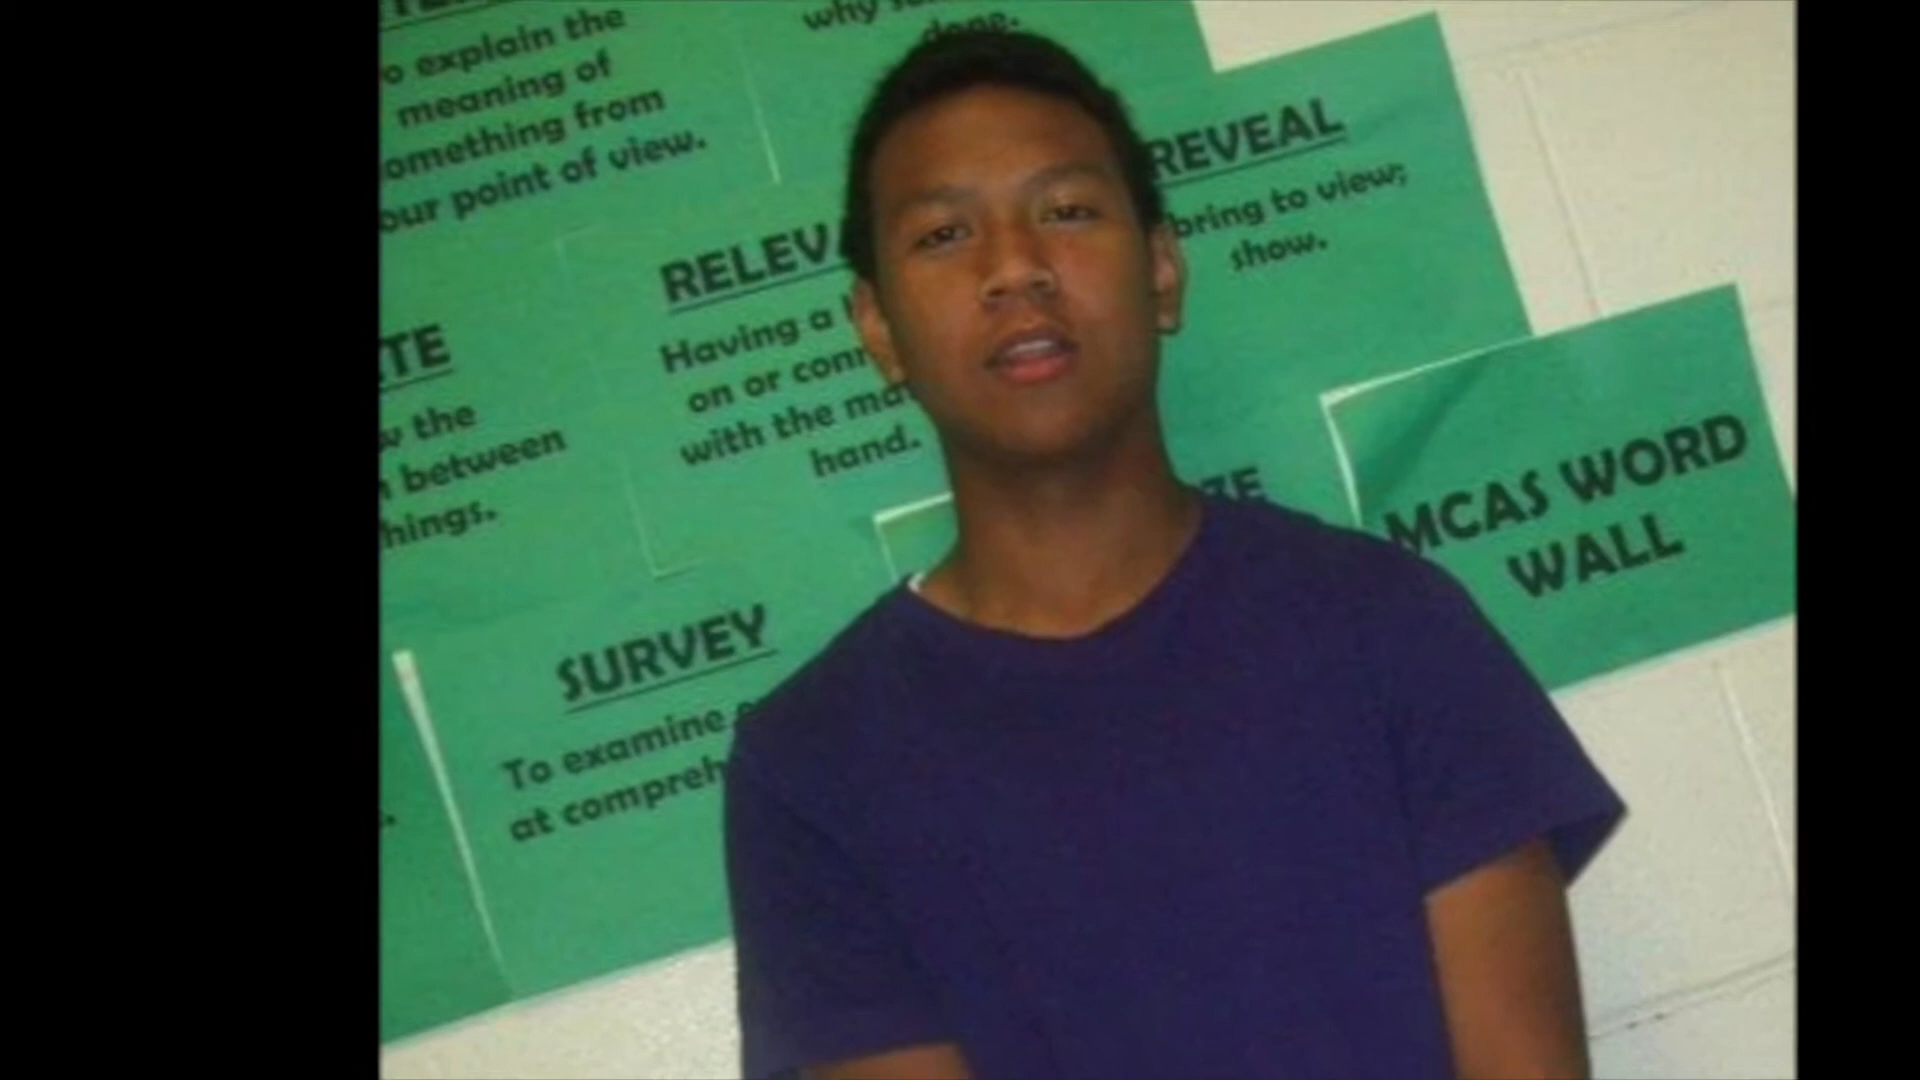 o explain the
meaning of
omething from
our point of view.
why
done.
REVEAL
bring to view;
show.
RELEVA
Having a
on or conn
with the ma
hand.
TE
w the
between
hings.
ZE
MCAS WORD
WALL
SURVEY
To examine
at compreh